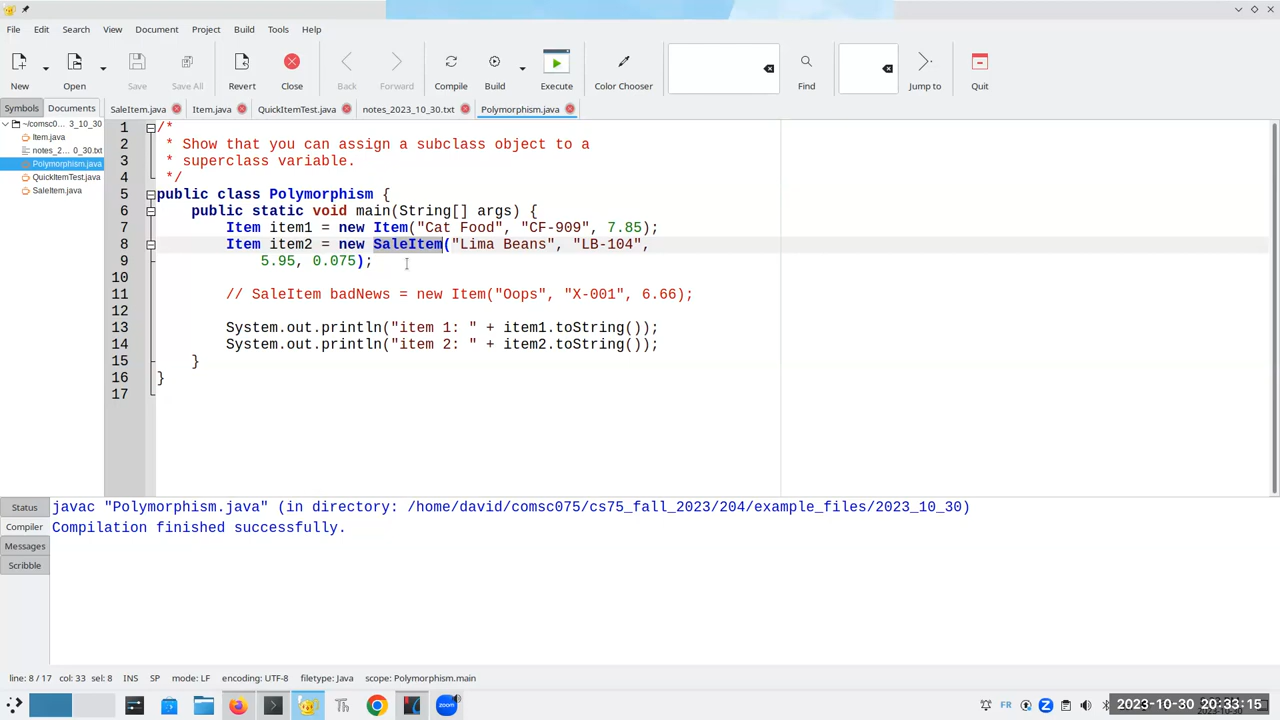 File Edit Search View Document Project Build Tools Help
New Open Save Save All Revert Close Back Forward Compile Build Execute Color Chooser Find Jump to Quit
Symbols Documents SaleItem.java Item.java QuickItemTest.java notes_2023_10_30.txt Polymorphism.java
~/comsc0... 3_10_30
Item.java
notes_2... 0_30.txt
Polymorphism.java
QuickItemTest.java
SaleItem.java
1 /*
2 * Show that you can assign a subclass object to a
3 * superclass variable.
4 */
5 public class Polymorphism {
6 public static void main(String[] args) {
7 Item item1 = new Item("Cat Food", "CF-909", 7.85);
8 Item item2 = new SaleItem("Lima Beans", "LB-104",
9 5.95, 0.075);
10
11 // SaleItem badNews = new Item("Oops", "X-001", 6.66);
12
13 System.out.println("item 1: " + item1.toString());
14 System.out.println("item 2: " + item2.toString());
15 }
16 }
17
Status
Compiler
Messages
Scribble
javac "Polymorphism.java" (in directory: /home/david/comsc075/cs75_fall_2023/204/example_files/2023_10_30)
Compilation finished successfully.
line: 8 / 17 col: 33 sel: 8 INS SP mode: LF encoding: UTF-8 filetype: Java scope: Polymorphism.main
zoom FR 2023-10-30 20:33:15